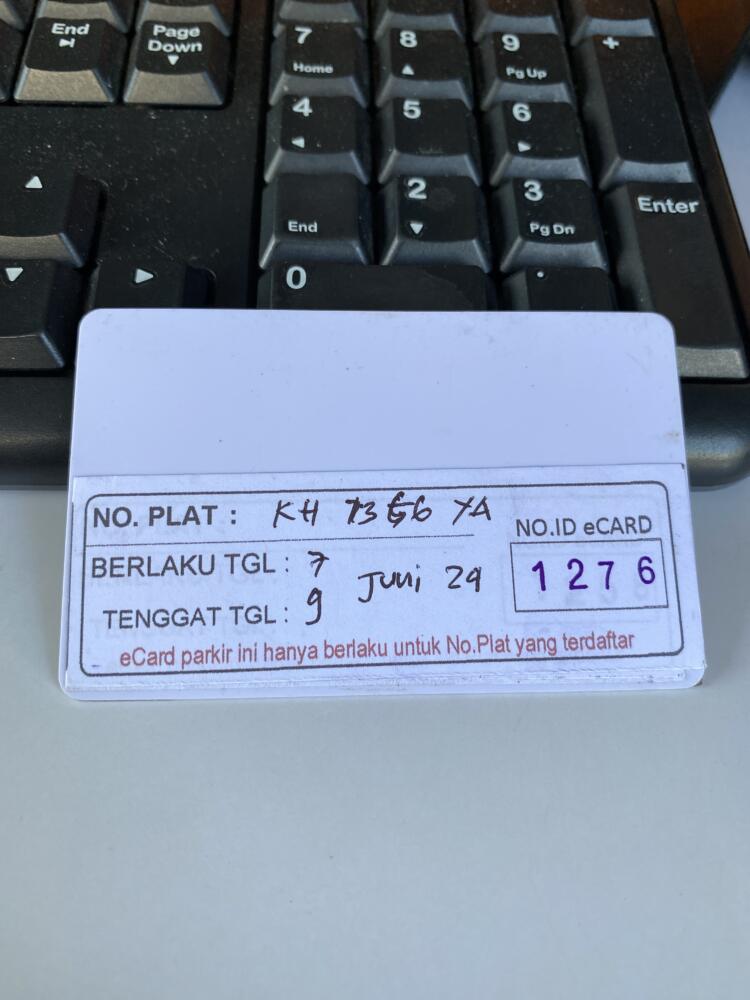 End
Page Down
7 Home
8
9 Pg Up
+
4
5
6
End
2
3 Pg Dn
Enter
0
.
NO. PLAT : KH YA
NO.ID eCARD
BERLAKU TGL : 7
Juni 29
1276
TENGGAT TGL : 9
eCard parkir ini hanya berlaku untuk No.Plat yang terdaftar